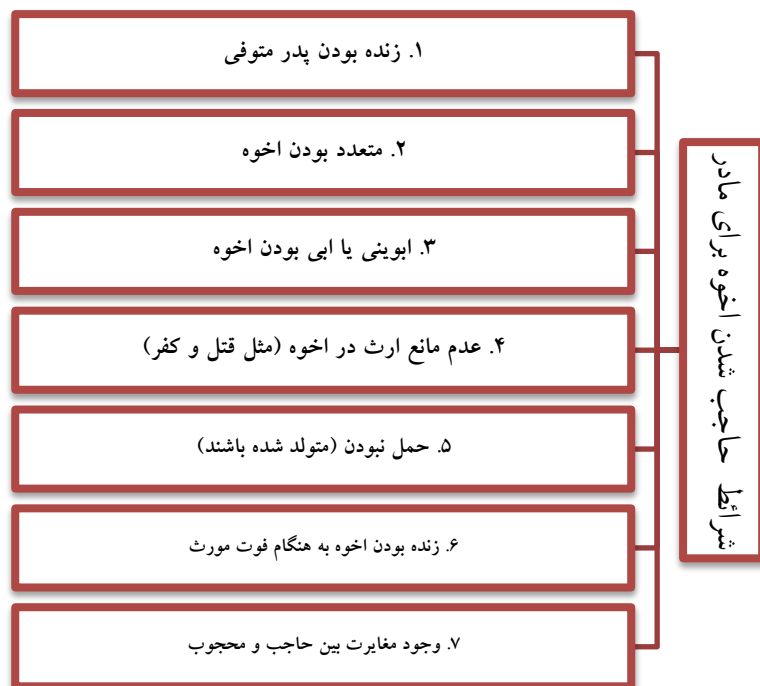 شرائط حاجب شدن اخوه برای مادر
۱. زنده بودن پدر متوفی
۲. متعدد بودن اخوه
۳. ابوینی یا ابی بودن اخوه
۴. عدم مانع ارث در اخوه (مثل قتل و کفر)
۵. حمل نبودن (متولد شده باشند)
۶. زنده بودن اخوه به هنگام فوت مورث
۷. وجود مغایرت بین حاجب و محجوب